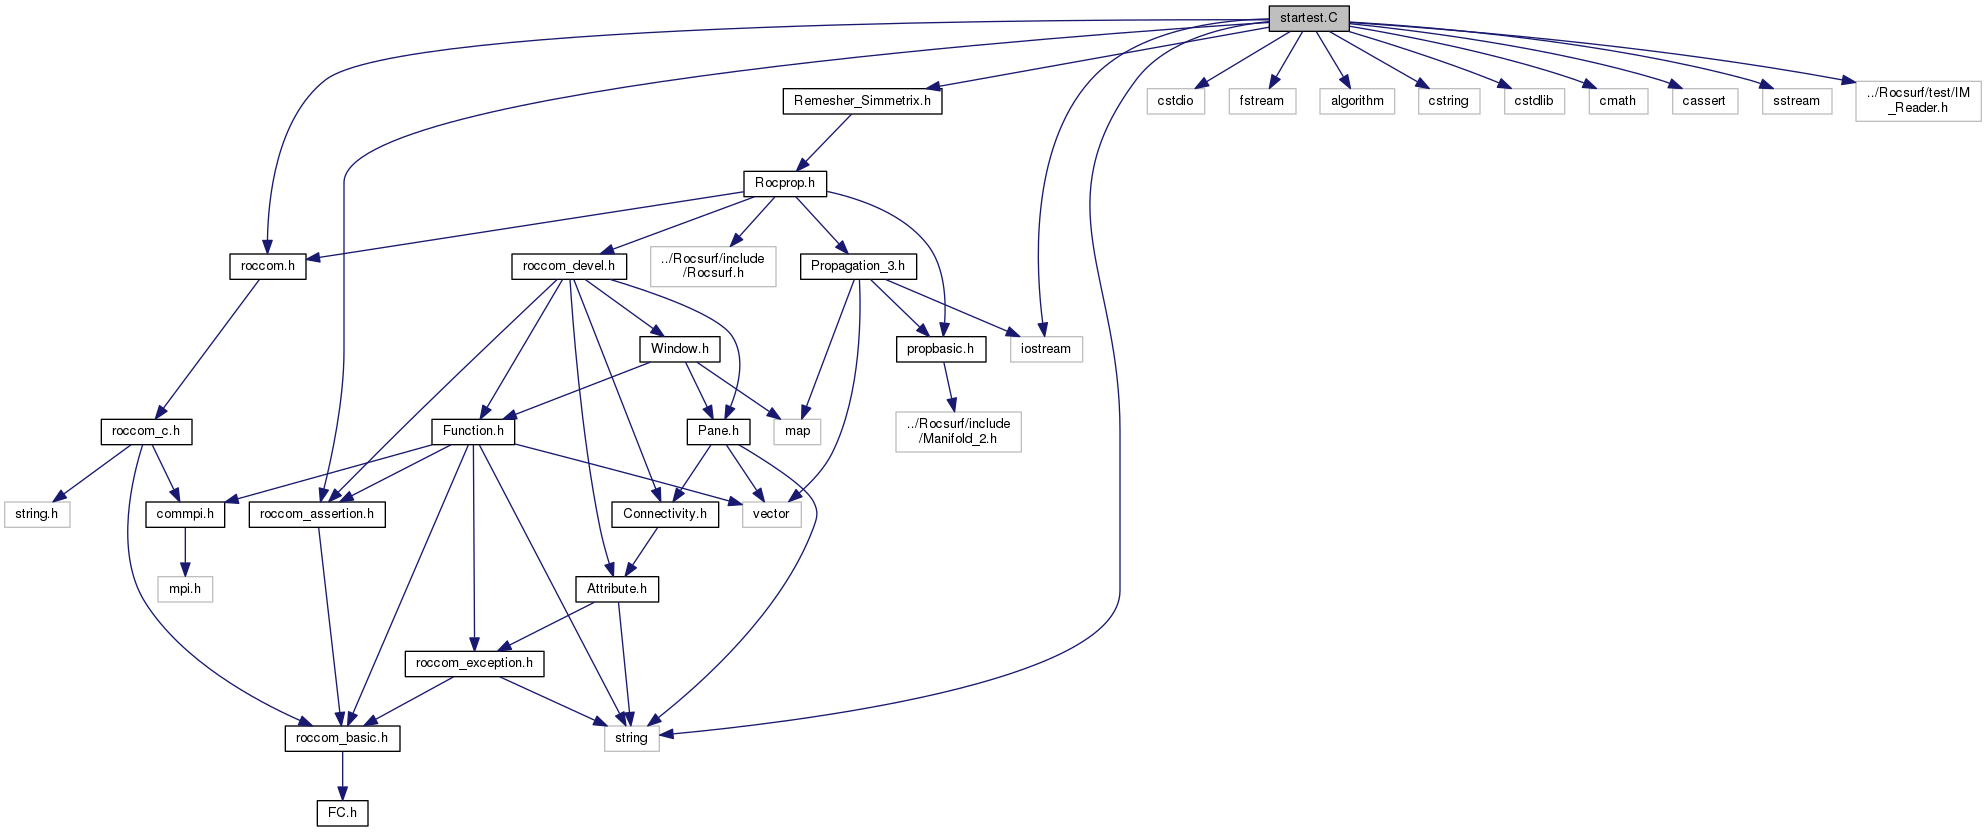 startest.C
Remesher_Simmetrix.h
cstdio
fstream
algorithm
cstring
cstdlib
cmath
cassert
sstream
../Rocsurf/test/IM
_Reader.h
Rocprop.h
roccom.h
roccom_devel.h
../Rocsurf/include
/Rocsurf.h
Propagation_3.h
Window.h
propbasic.h
iostream
roccom_c.h
Function.h
Pane.h
map
../Rocsurf/include
/Manifold_2.h
string.h
commpi.h
roccom_assertion.h
Connectivity.h
vector
mpi.h
Attribute.h
roccom_exception.h
roccom_basic.h
string
FC.h